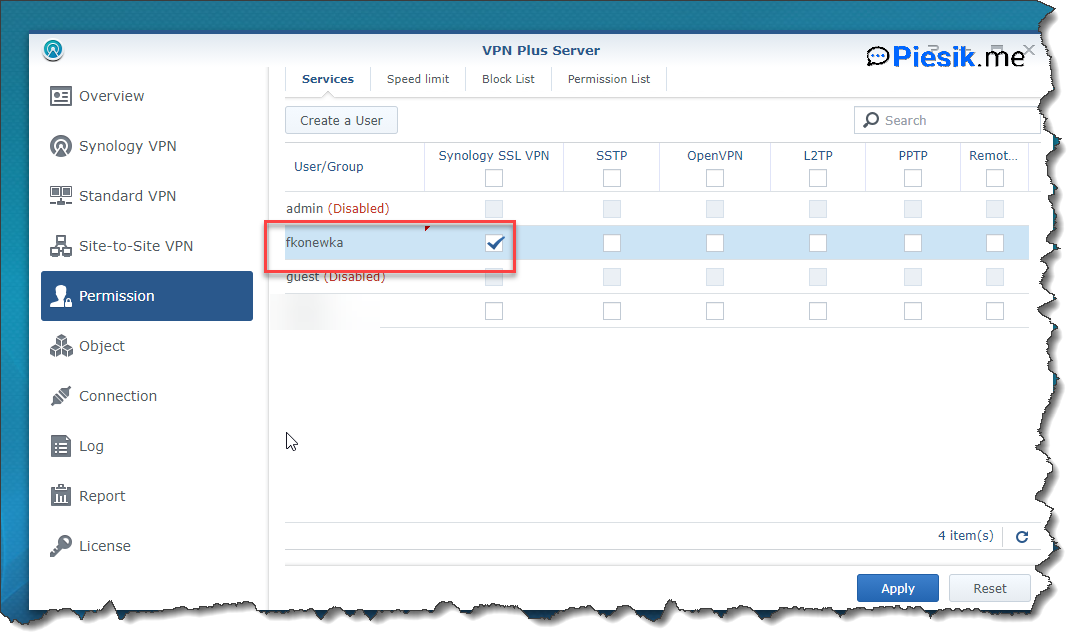 VPN Plus Server
Piesik.me
Overview
Synology VPN
Standard VPN
Site-to-Site VPN
Permission
Object
Connection
Log
Report
License
Services Speed limit Block List Permission List
Create a User
Search
User/Group Synology SSL VPN SSTP OpenVPN L2TP PPTP Remot...
admin (Disabled)
fkonewka
guest (Disabled)
4 item(s)
Apply Reset